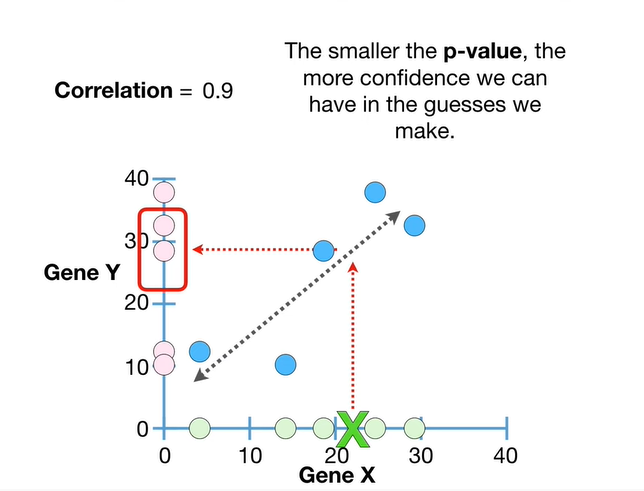 The smaller the p-value, the
more confidence we can
have in the guesses we
make.
Correlation = 0.9
40
30
20
10
0
Gene Y
X
0 10 20 30 40
Gene X